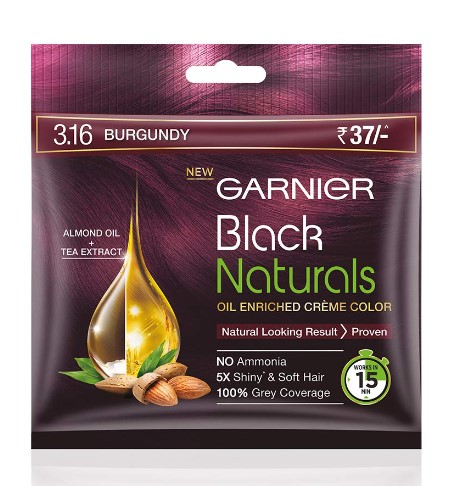 3.16 BURGUNDY ₹ 37/-^
NEW
GARNIER
Black
Naturals
OIL ENRICHED CRÈME COLOR
Natural Looking Result > Proven
ALMOND OIL
+
TEA EXTRACT
NO Ammonia
5X Shiny* & Soft Hair
100% Grey Coverage
WORKS IN
15
MIN